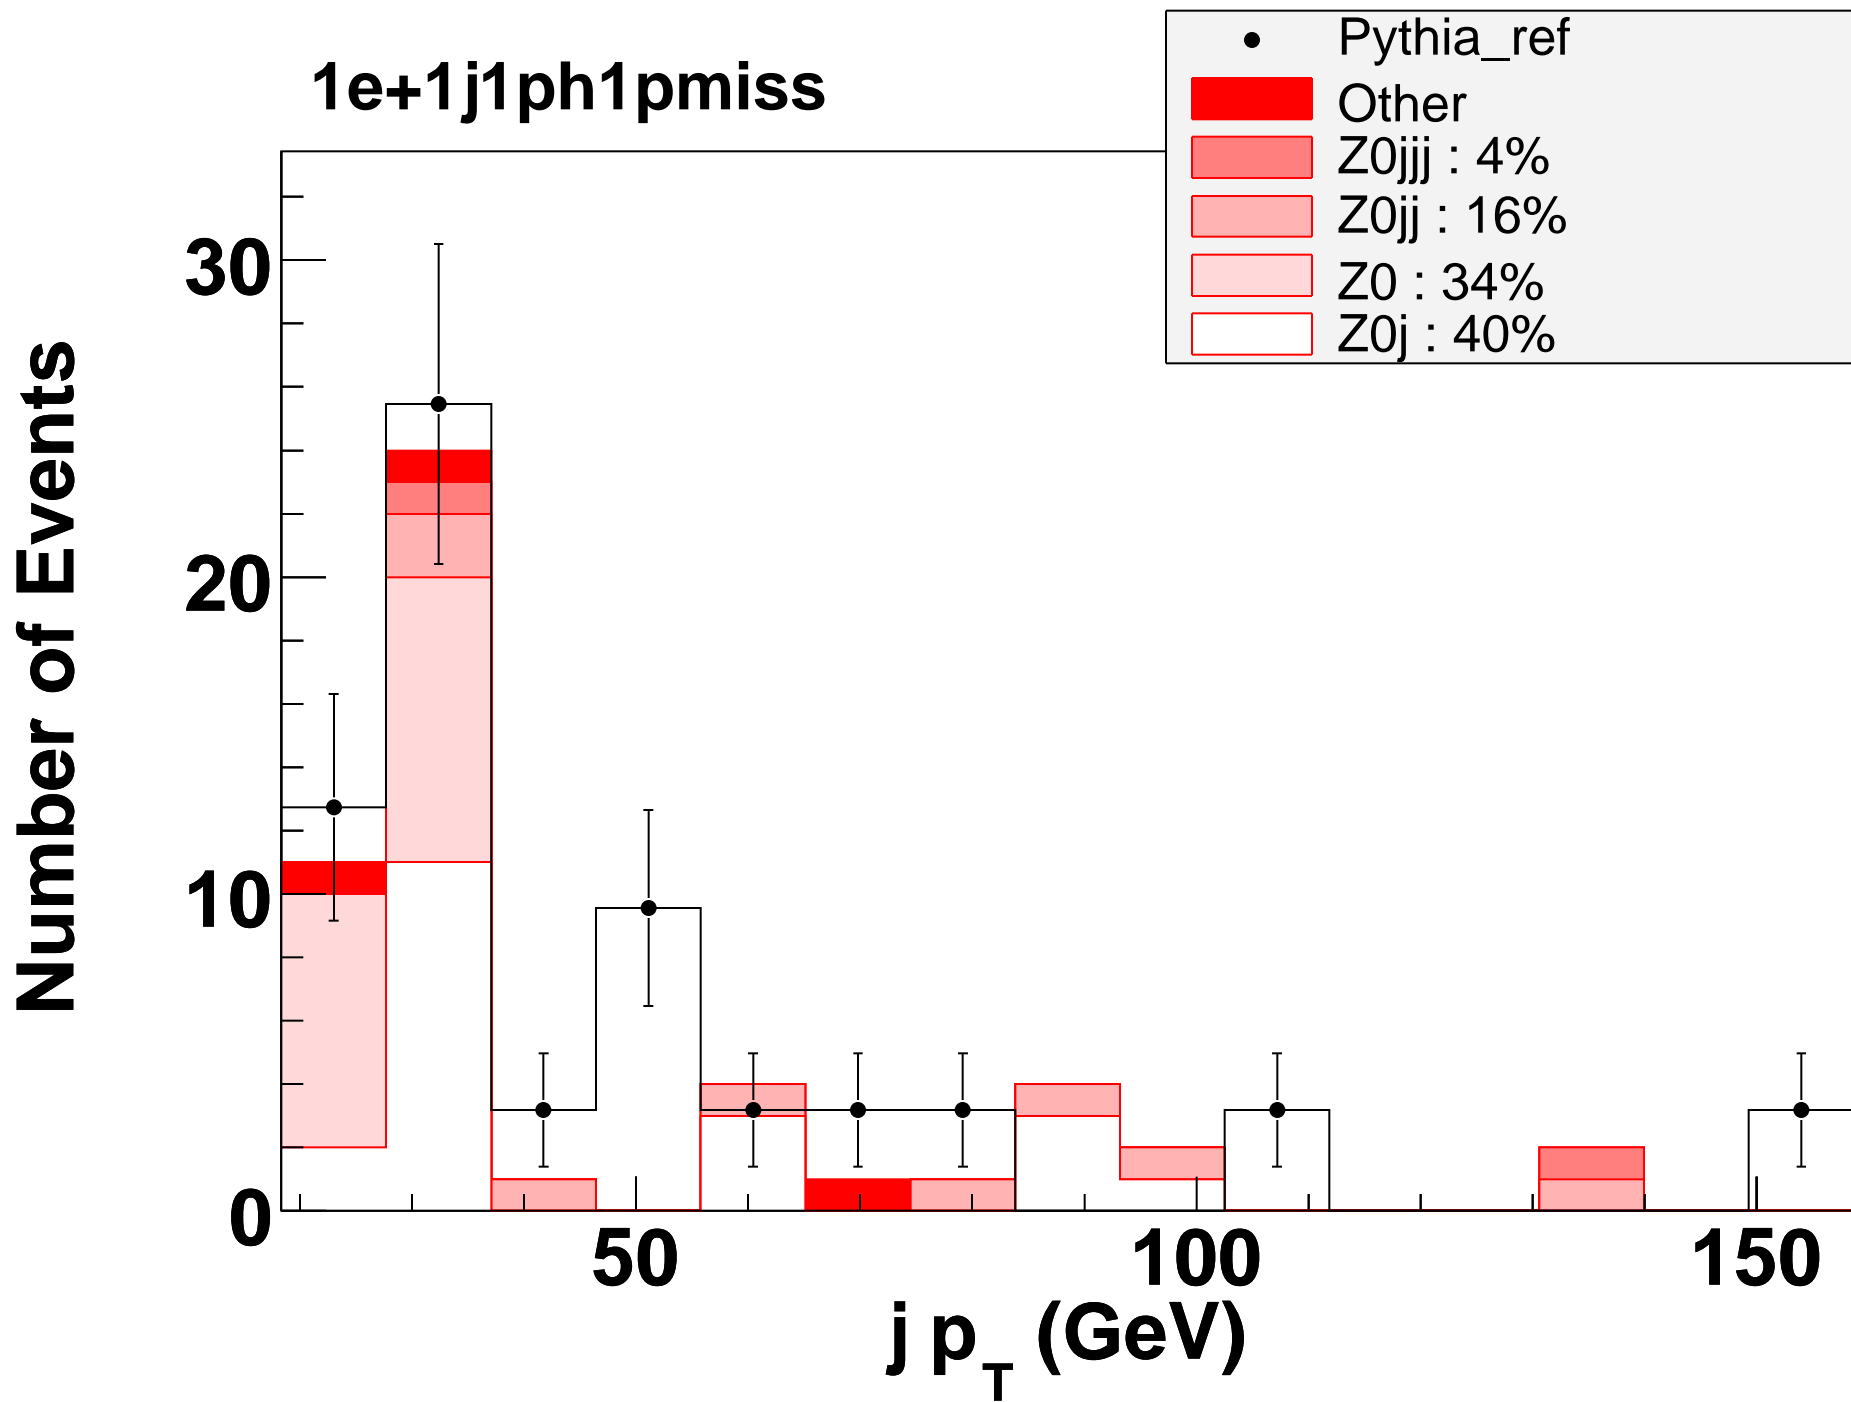 1e+1j1ph1pmiss
Pythia_ref
Other
Z0jjj : 4%
Z0jj : 16%
Z0 : 34%
Z0j : 40%
Number of Events
30
20
10
0
50
100
150
j p_T (GeV)